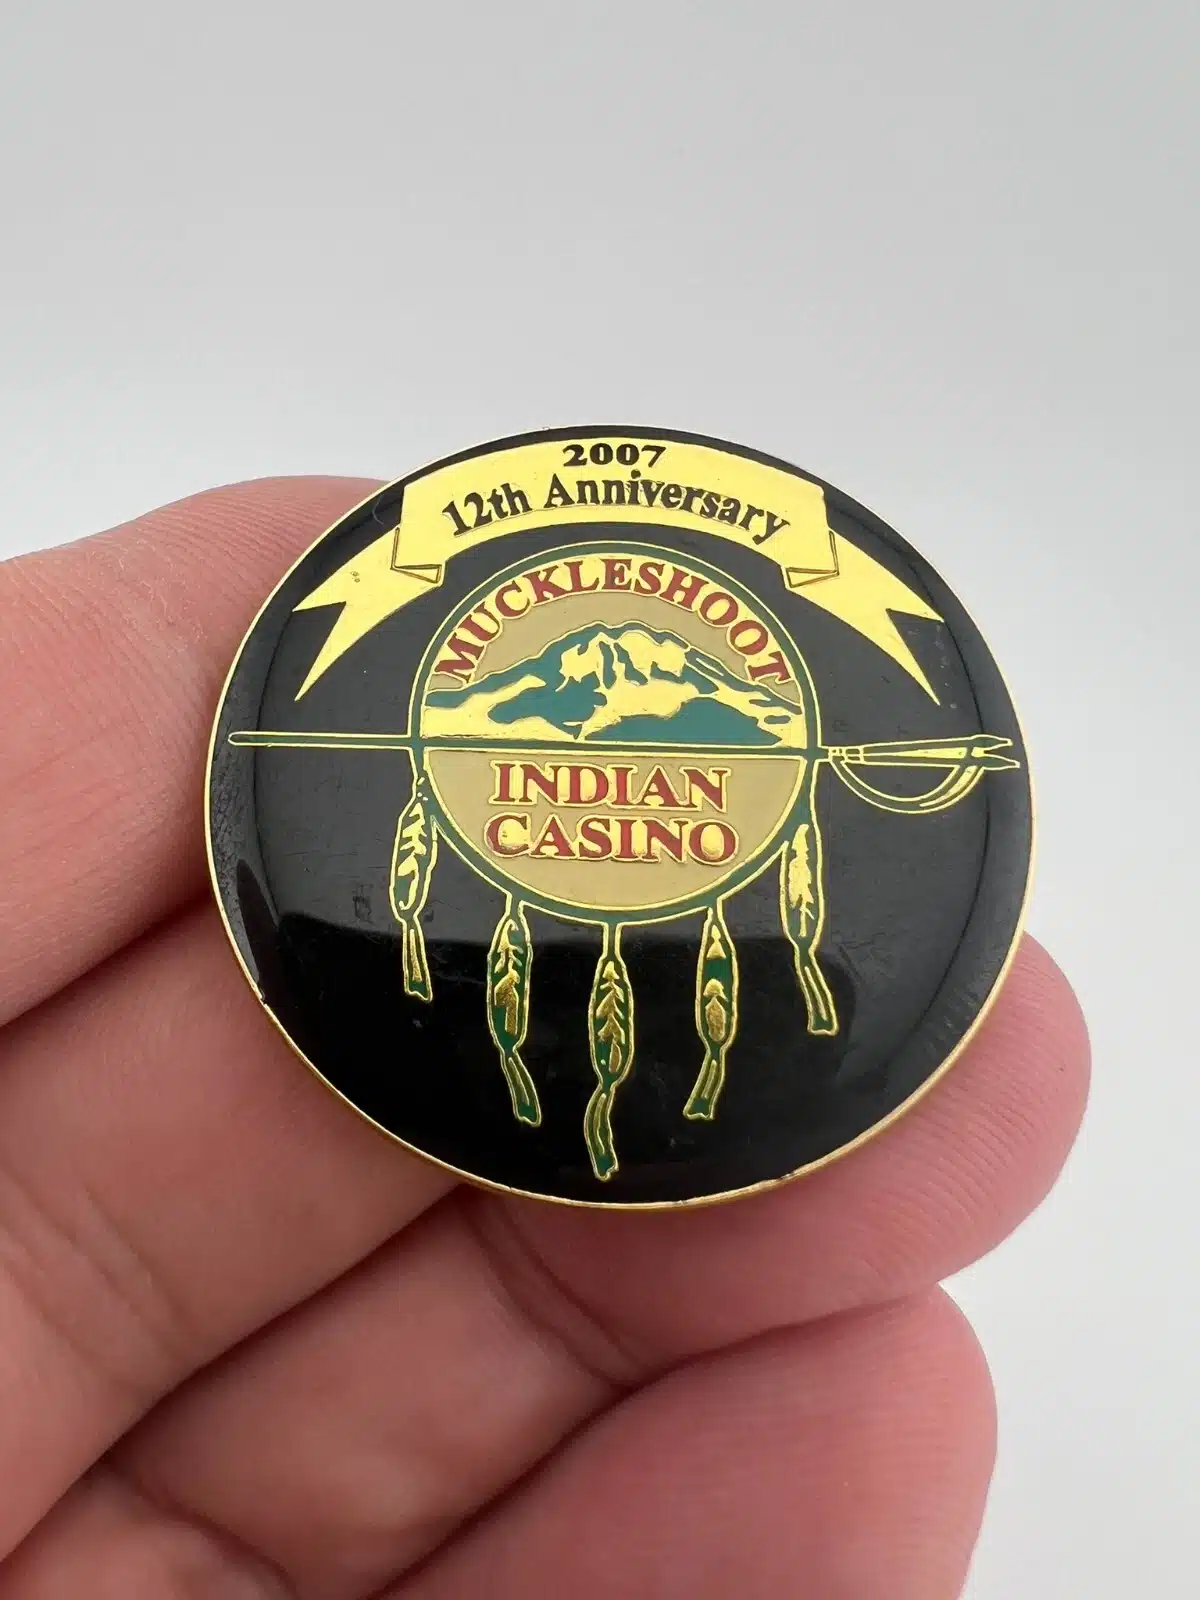 2007
12th Anniversary
MUCKLESHOOT
INDIAN
CASINO